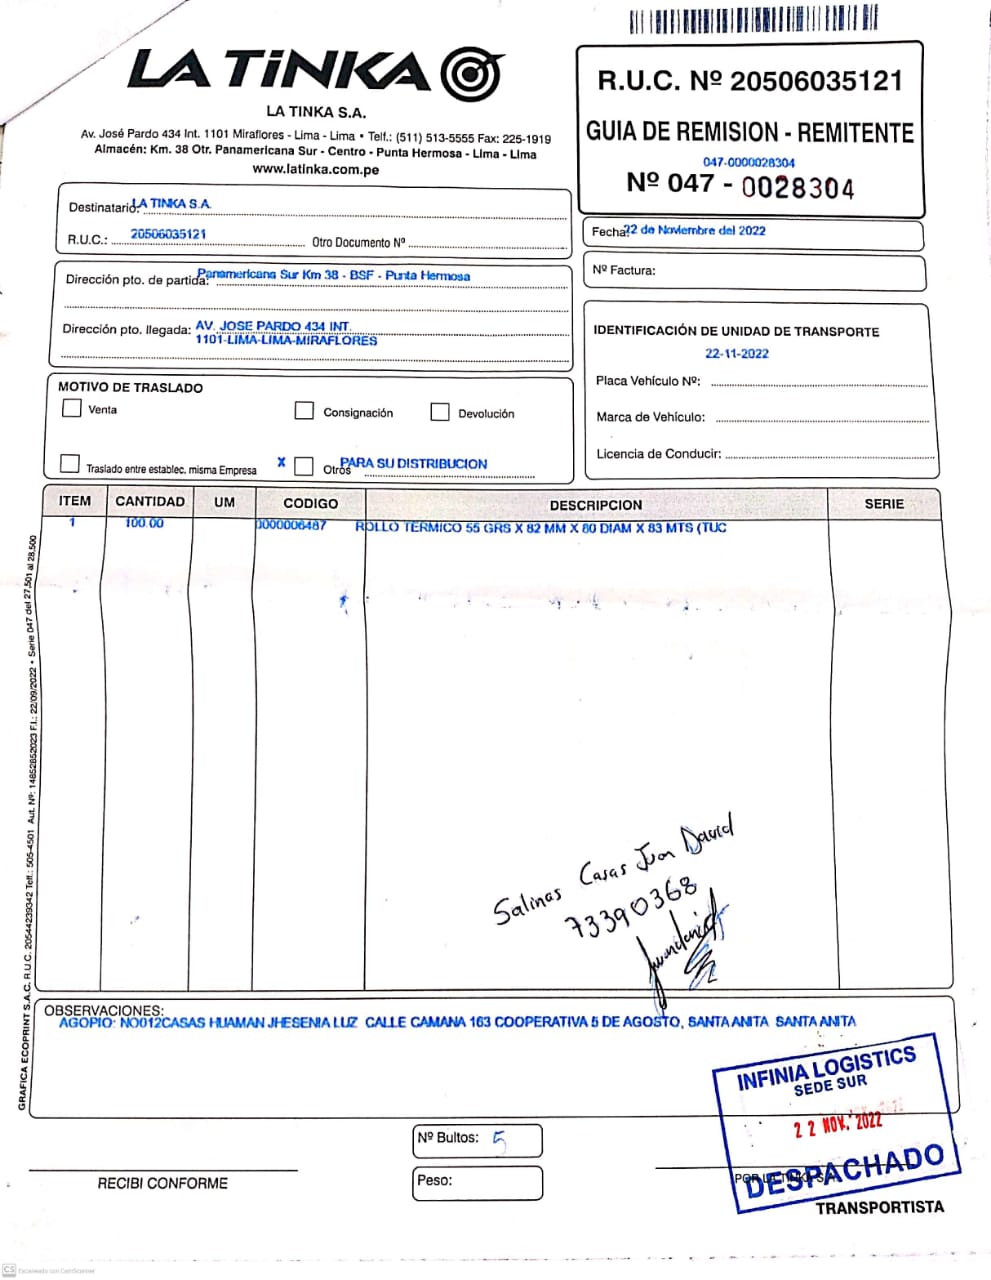 LA TiNKA
LA TINKA S.A.
Av. José Pardo 434 Int. 1101 Miraflores - Lima - Lima • Telf.: (511) 513-5555 Fax: 225-1919
Almacén: Km. 38 Otr. Panamericana Sur - Centro - Punta Hermosa - Lima - Lima
www.latinka.com.pe
R.U.C. Nº 20506035121
GUIA DE REMISION - REMITENTE
047-0000028304
Nº 047 - 0028304
Destinatario: LA TINKA S.A.
R.U.C.: 20506035121 Otro Documento Nº
Fecha: 22 de Noviembre del 2022
Nº Factura:
Dirección pto. de partida: Panamericana Sur Km 38 - BSF - Punta Hermosa
Dirección pto. llegada: AV. JOSE PARDO 434 INT.
1101-LIMA-LIMA-MIRAFLORES
IDENTIFICACIÓN DE UNIDAD DE TRANSPORTE
22-11-2022
Placa Vehículo Nº:
Marca de Vehículo:
Licencia de Conducir:
MOTIVO DE TRASLADO
Venta Consignación Devolución
Traslado entre establec. misma Empresa X Otros PARA SU DISTRIBUCION
ITEM CANTIDAD UM CODIGO DESCRIPCION SERIE
1 100.00 0000006487 ROLLO TERMICO 55 GRS X 82 MM X 80 DIAM X 83 MTS (TUC
GRAFICA ECOPRINT S.A.C. R.U.C. 20544239342 Telf.: 505-4501 Aut. Nº: 14852852023 F.I.: 22/09/2022 • Serie 047 del 27,501 al 28,500
Salinas Casas Juan David
73390368
OBSERVACIONES:
AGOPIO: NO012CASAS HUAMAN JHESENIA LUZ CALLE CAMANA 163 COOPERATIVA 5 DE AGOSTO, SANTA ANITA SANTA ANITA
INFINIA LOGISTICS
SEDE SUR
22 NOV. 2022
DESPACHADO
Nº Bultos: 5
Peso:
RECIBI CONFORME
POR LA TINKA S.A.
TRANSPORTISTA
CS Escaneado con CamScanner